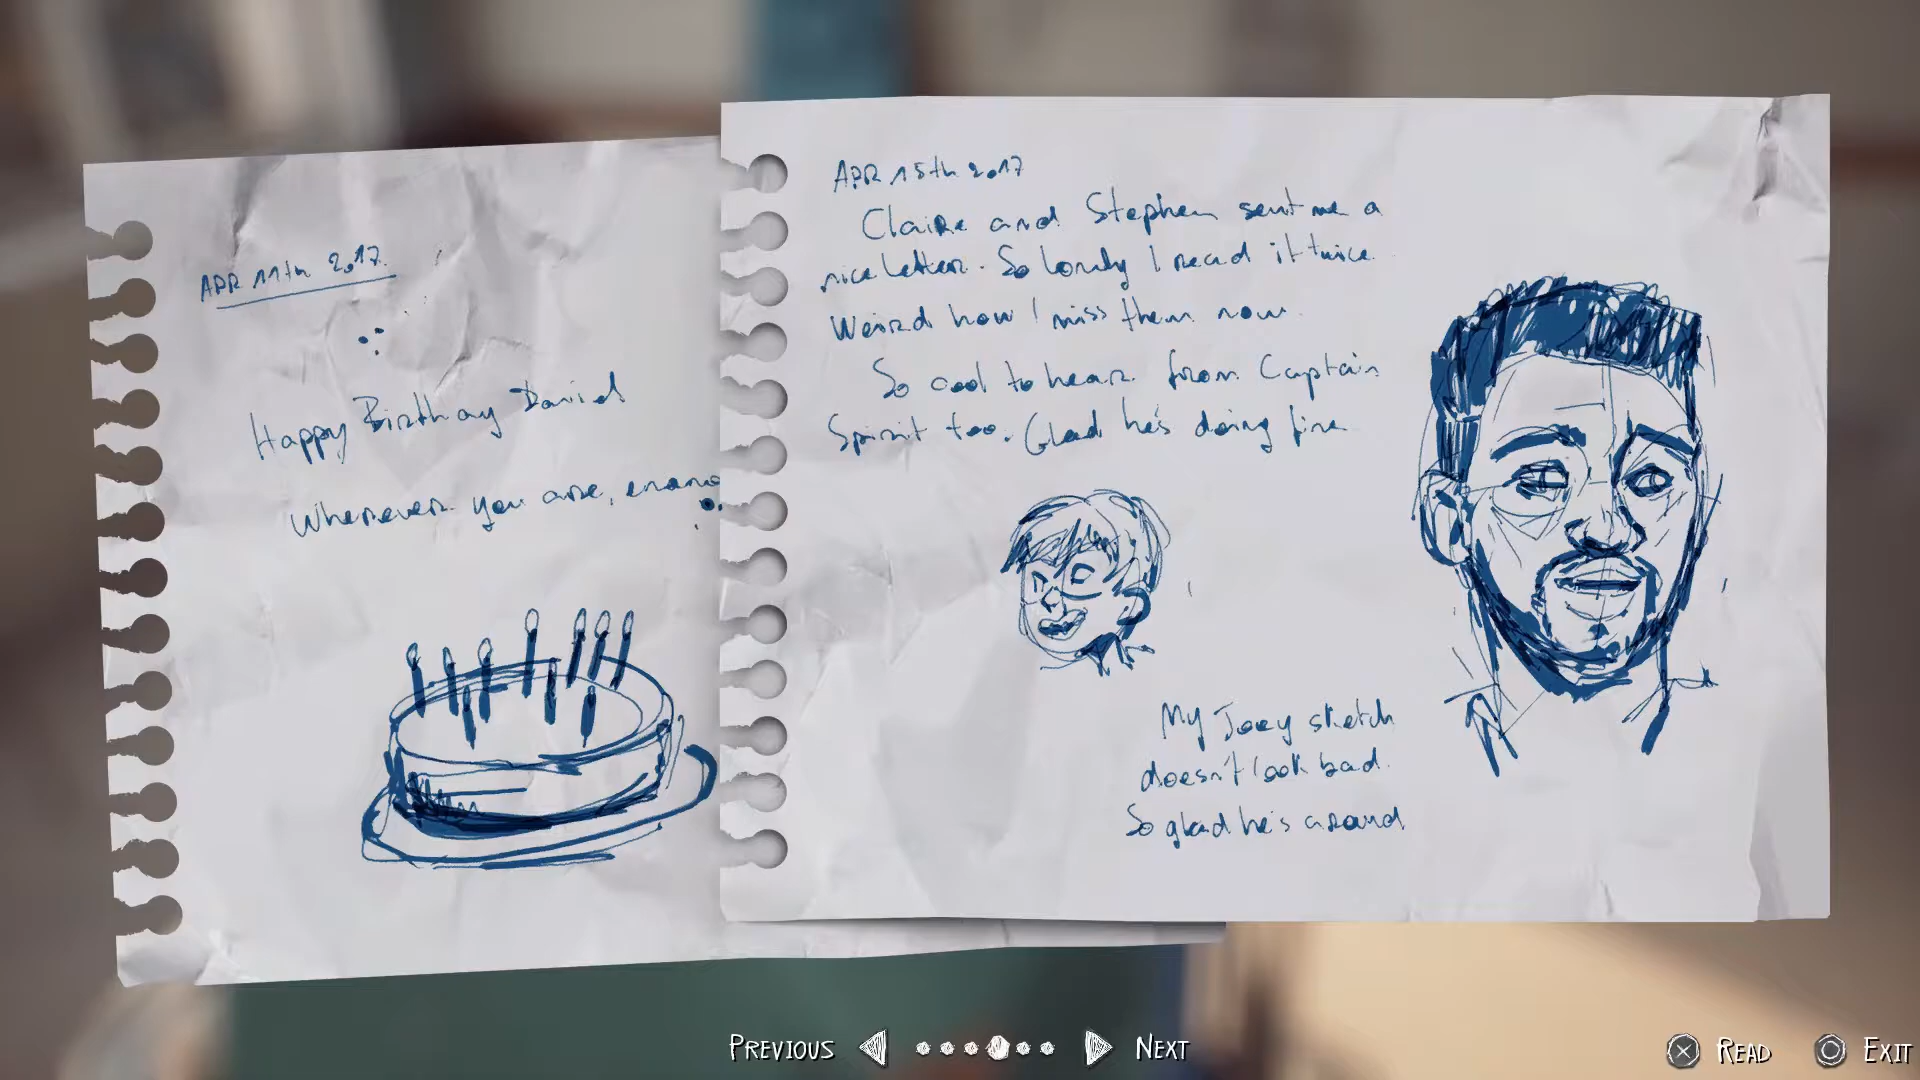 APR 11th 2017
Happy Birthday Daniel
Wherever you are, enano
APR 15th 2017
Claire and Stephen sent me a
nice letter. So lonely I read it twice
Weird how I miss them now.
So cool to hear from Captain
Spirit too. Glad he's doing fine
My Joey sketch
doesn't look bad.
So glad he's around
PREVIOUS
NEXT
READ
EXIT